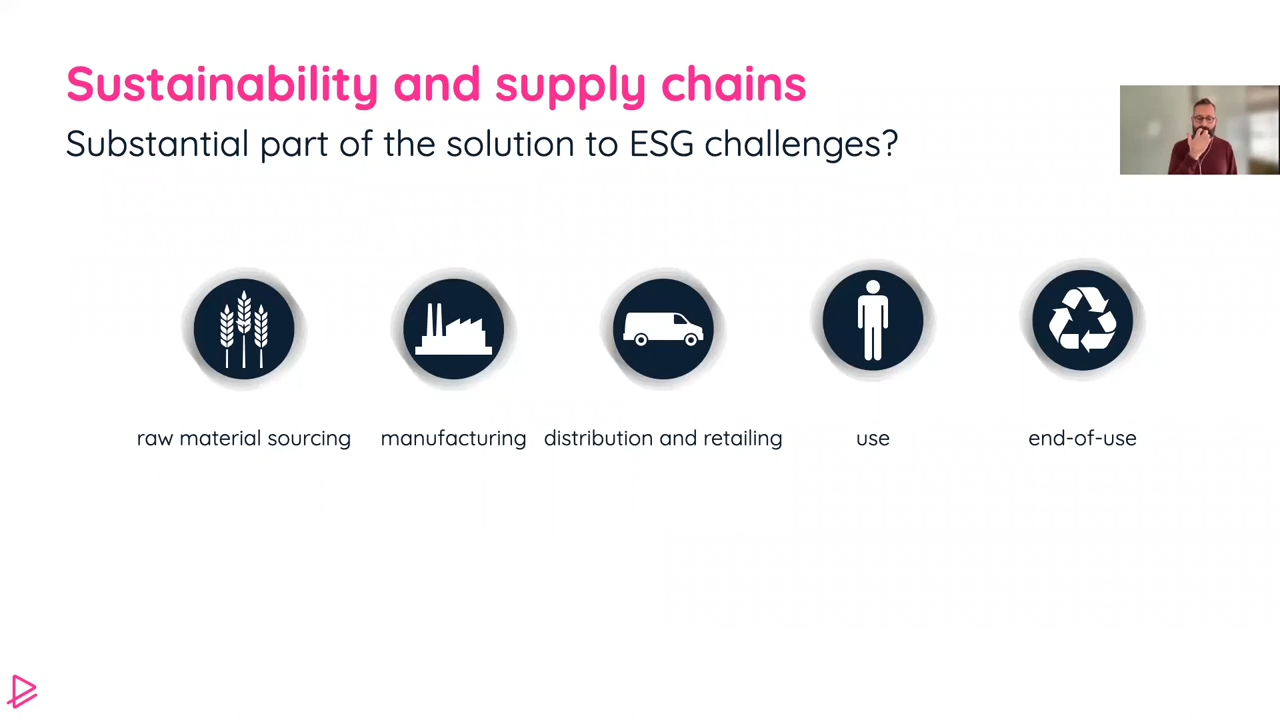 Sustainability and supply chains
Substantial part of the solution to ESG challenges?
raw material sourcing
manufacturing
distribution and retailing
use
end-of-use